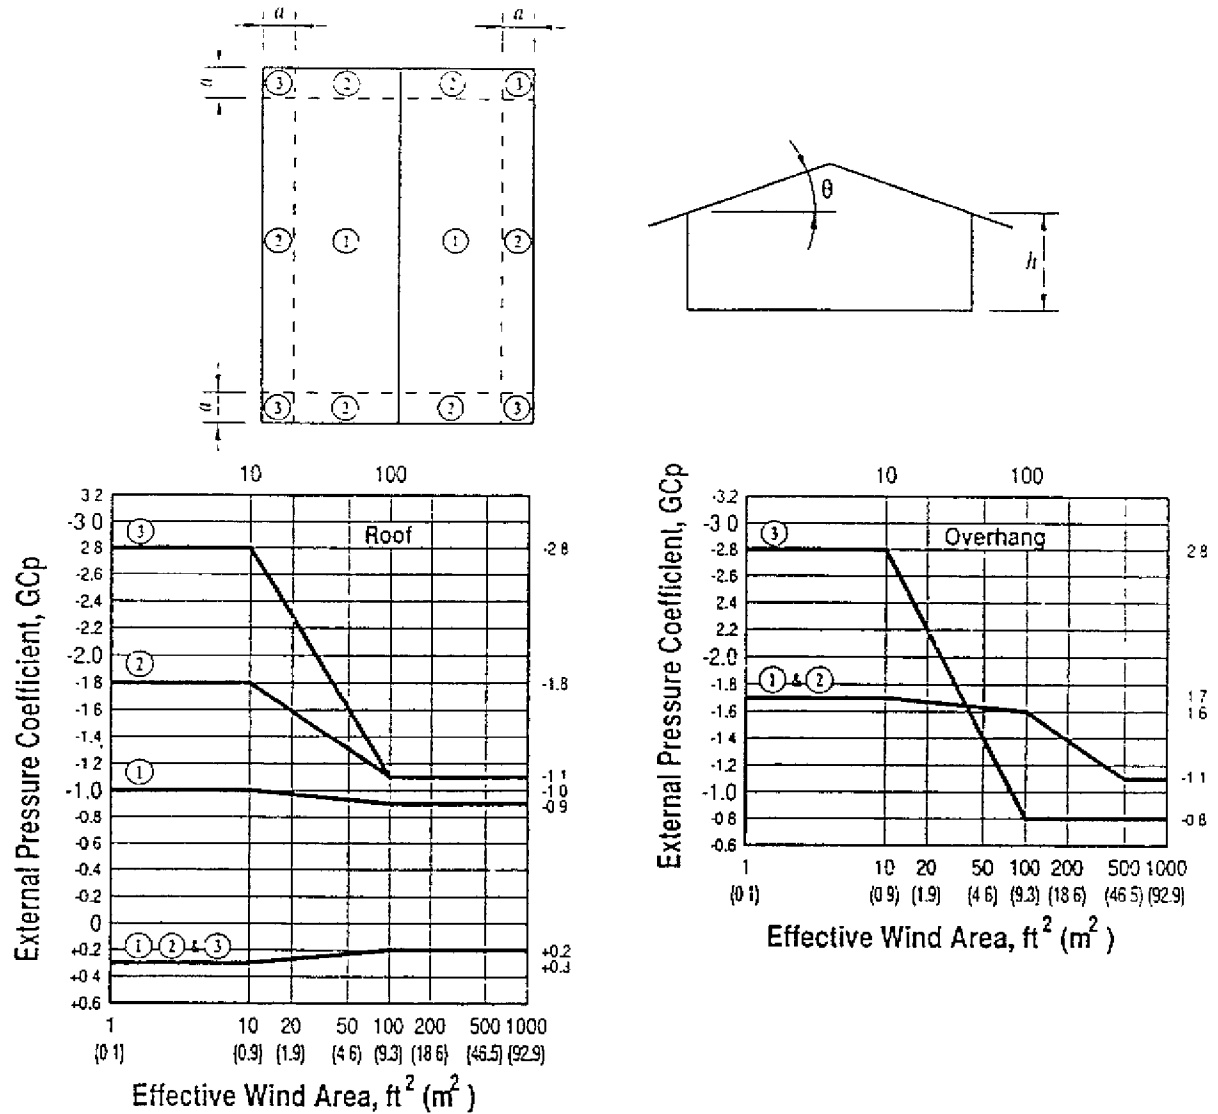 a a
a
3 2 2 3
2 1 1 2
a
3 2 2 3
θ
h
10 100
3.2
-3 0
2.8
-2.6
-2.4
-2.2
-2.0
-1.8
-1.6
-1.4
-1.2
-1.0
-0.8
-0.6
-0.4
-0.2
0
+0.2
+0.4
+0.6
External Pressure Coefficient, GCp
3
Roof
2
1
1 2 & 3
-2 8
-1.8
-1.1
-1.0
-0.9
+0.2
+0.3
1 10 20 50 100 200 500 1000
(0 1) (0.9) (1.9) (4 6) (9.3) (18 6) (46.5) (92.9)
Effective Wind Area, ft² (m²)
10 100
-3.2
-3 0
-2.8
-2.6
-2.4
2.2
-2.0
-1.8
-1.6
-1.4
-1.2
-1.0
-0.8
-0.6
External Pressure Coefficient, GCp
3
Overhang
1 & 2
2 8
1 7
1 6
-1.1
-0.8
1 10 20 50 100 200 500 1000
(0 1) (0 9) (1.9) (4 6) (9.3) (18 6) (46.5) (92.9)
Effective Wind Area, ft² (m²)